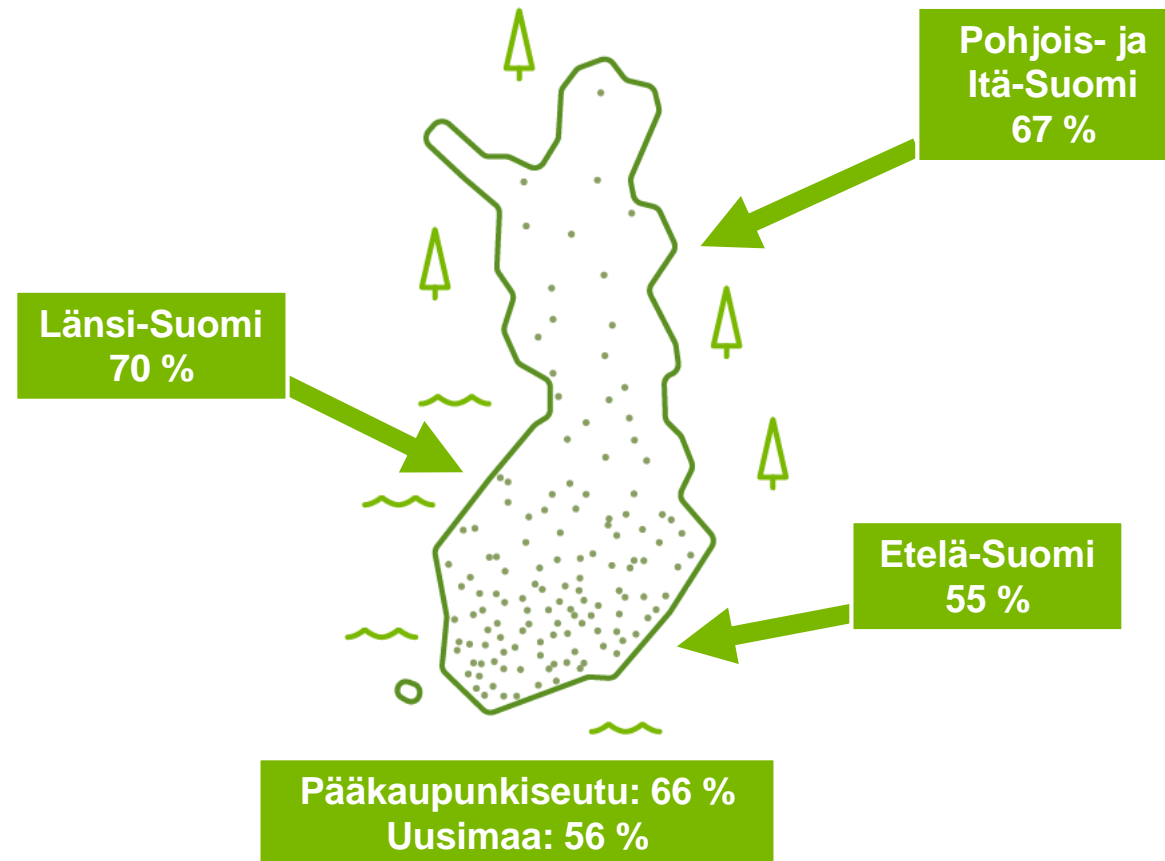 Pohjois- ja
Itä-Suomi
67 %
Länsi-Suomi
70 %
Etelä-Suomi
55 %
Pääkaupunkiseutu: 66 %
Uusimaa: 56 %